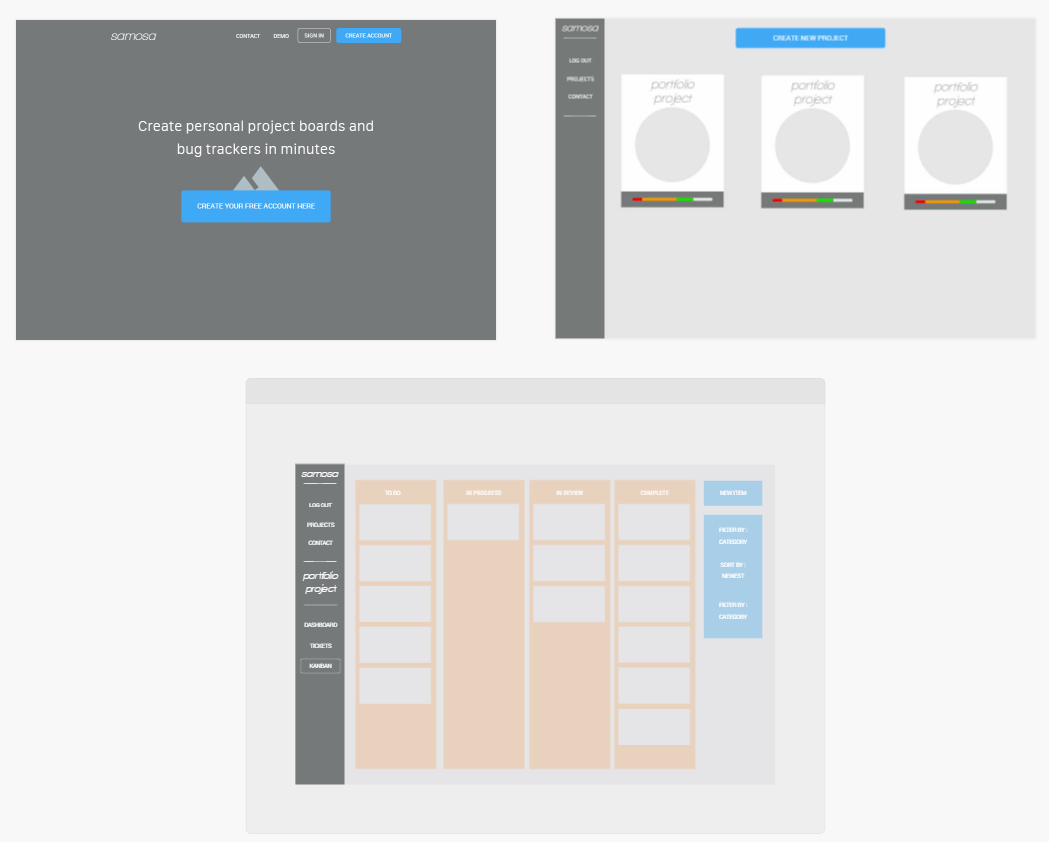 samosa
CONTACT
DEMO
SIGN IN
CREATE ACCOUNT
Create personal project boards and
bug trackers in minutes
CREATE YOUR FREE ACCOUNT HERE
samosa
LOG OUT
PROJECTS
CONTACT
CREATE NEW PROJECT
portfolio
project
portfolio
project
portfolio
project
samosa
LOG OUT
PROJECTS
CONTACT
portfolio
project
DASHBOARD
TICKETS
KANBAN
TO DO
IN PROGRESS
IN REVIEW
COMPLETE
NEW ITEM
FILTER BY :
CATEGORY
SORT BY :
NEWEST
FILTER BY :
CATEGORY